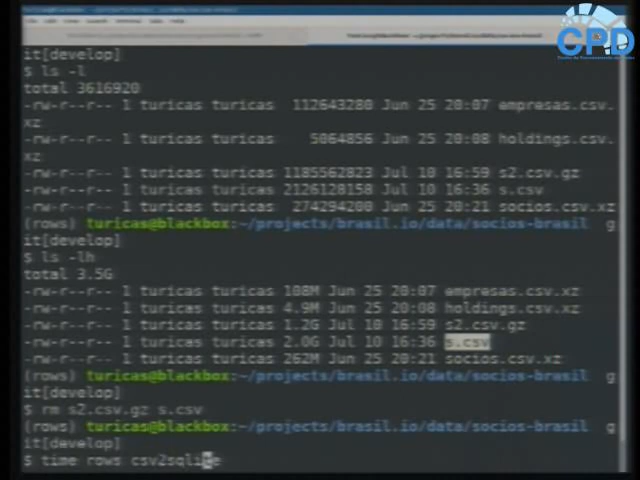 CPD
it[develop]
$ ls -l
total 3616920
-rw-r--r-- 1 turicas turicas  112643280 Jun 25 20:07 empresas.csv.
xz
-rw-r--r-- 1 turicas turicas    5064856 Jun 25 20:08 holdings.csv.
xz
-rw-r--r-- 1 turicas turicas 1185562823 Jul 10 16:59 s2.csv.gz
-rw-r--r-- 1 turicas turicas 2126128158 Jul 10 16:36 s.csv
-rw-r--r-- 1 turicas turicas  274294200 Jun 25 20:21 socios.csv.xz
(rows) turicas@blackbox:~/projects/brasil.io/data/socios-brasil  g
it[develop]
$ ls -lh
total 3.5G
-rw-r--r-- 1 turicas turicas 108M Jun 25 20:07 empresas.csv.xz
-rw-r--r-- 1 turicas turicas 4.9M Jun 25 20:08 holdings.csv.xz
-rw-r--r-- 1 turicas turicas 1.2G Jul 10 16:59 s2.csv.gz
-rw-r--r-- 1 turicas turicas 2.0G Jul 10 16:36 s.csv
-rw-r--r-- 1 turicas turicas 262M Jun 25 20:21 socios.csv.xz
(rows) turicas@blackbox:~/projects/brasil.io/data/socios-brasil  g
it[develop]
$ rm s2.csv.gz s.csv
(rows) turicas@blackbox:~/projects/brasil.io/data/socios-brasil  g
it[develop]
$ time rows csv2sqlite